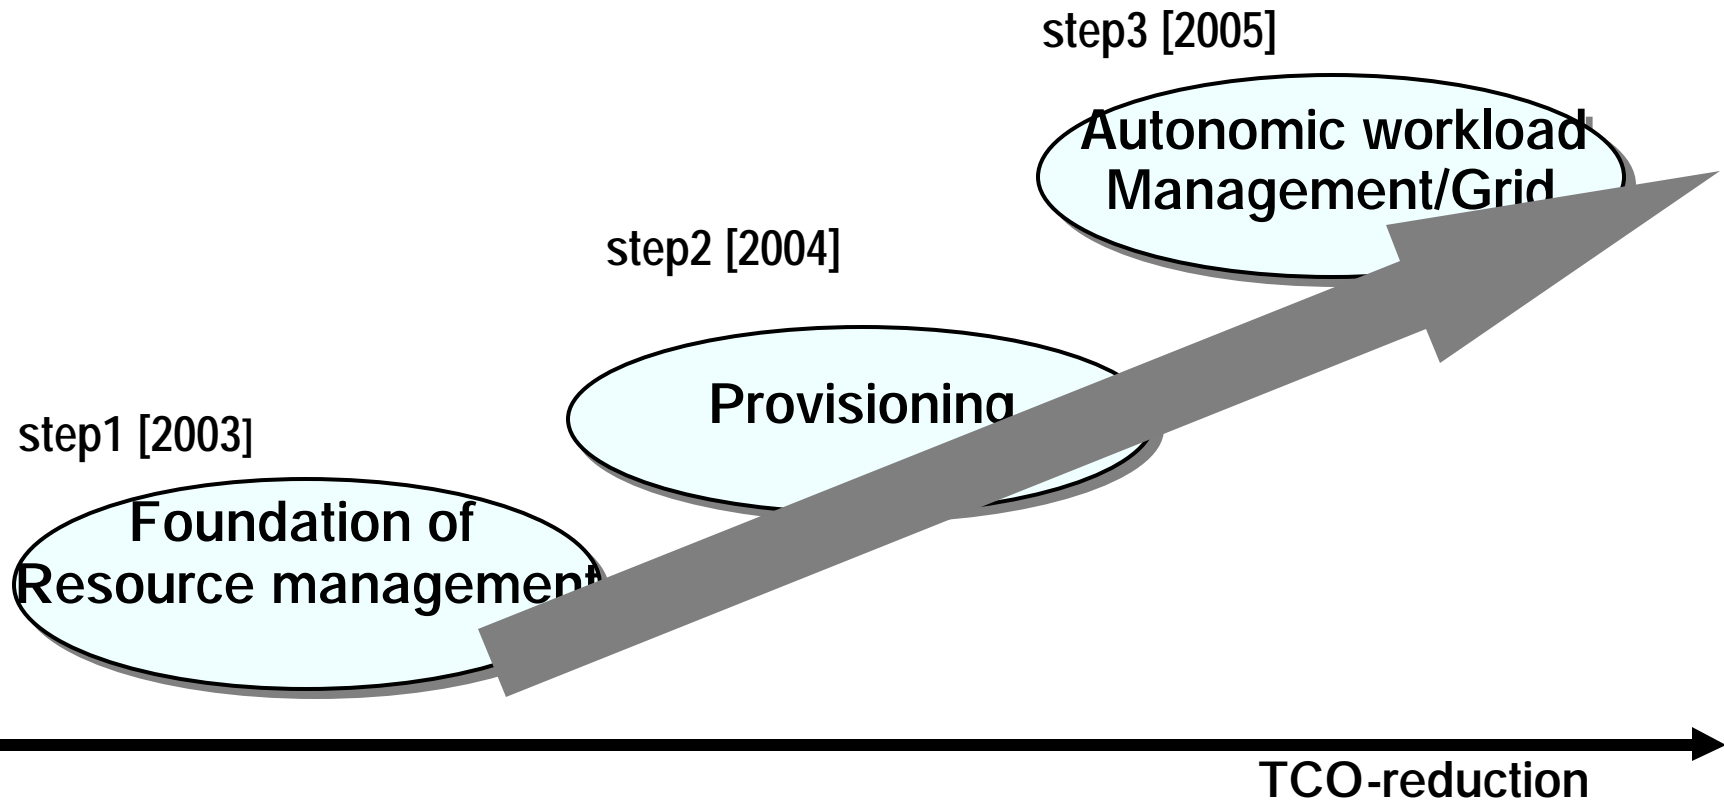 step3 [2005]
Autonomic workload
Management/Grid
step2 [2004]
Provisioning
step1 [2003]
Foundation of
Resource management
TCO-reduction